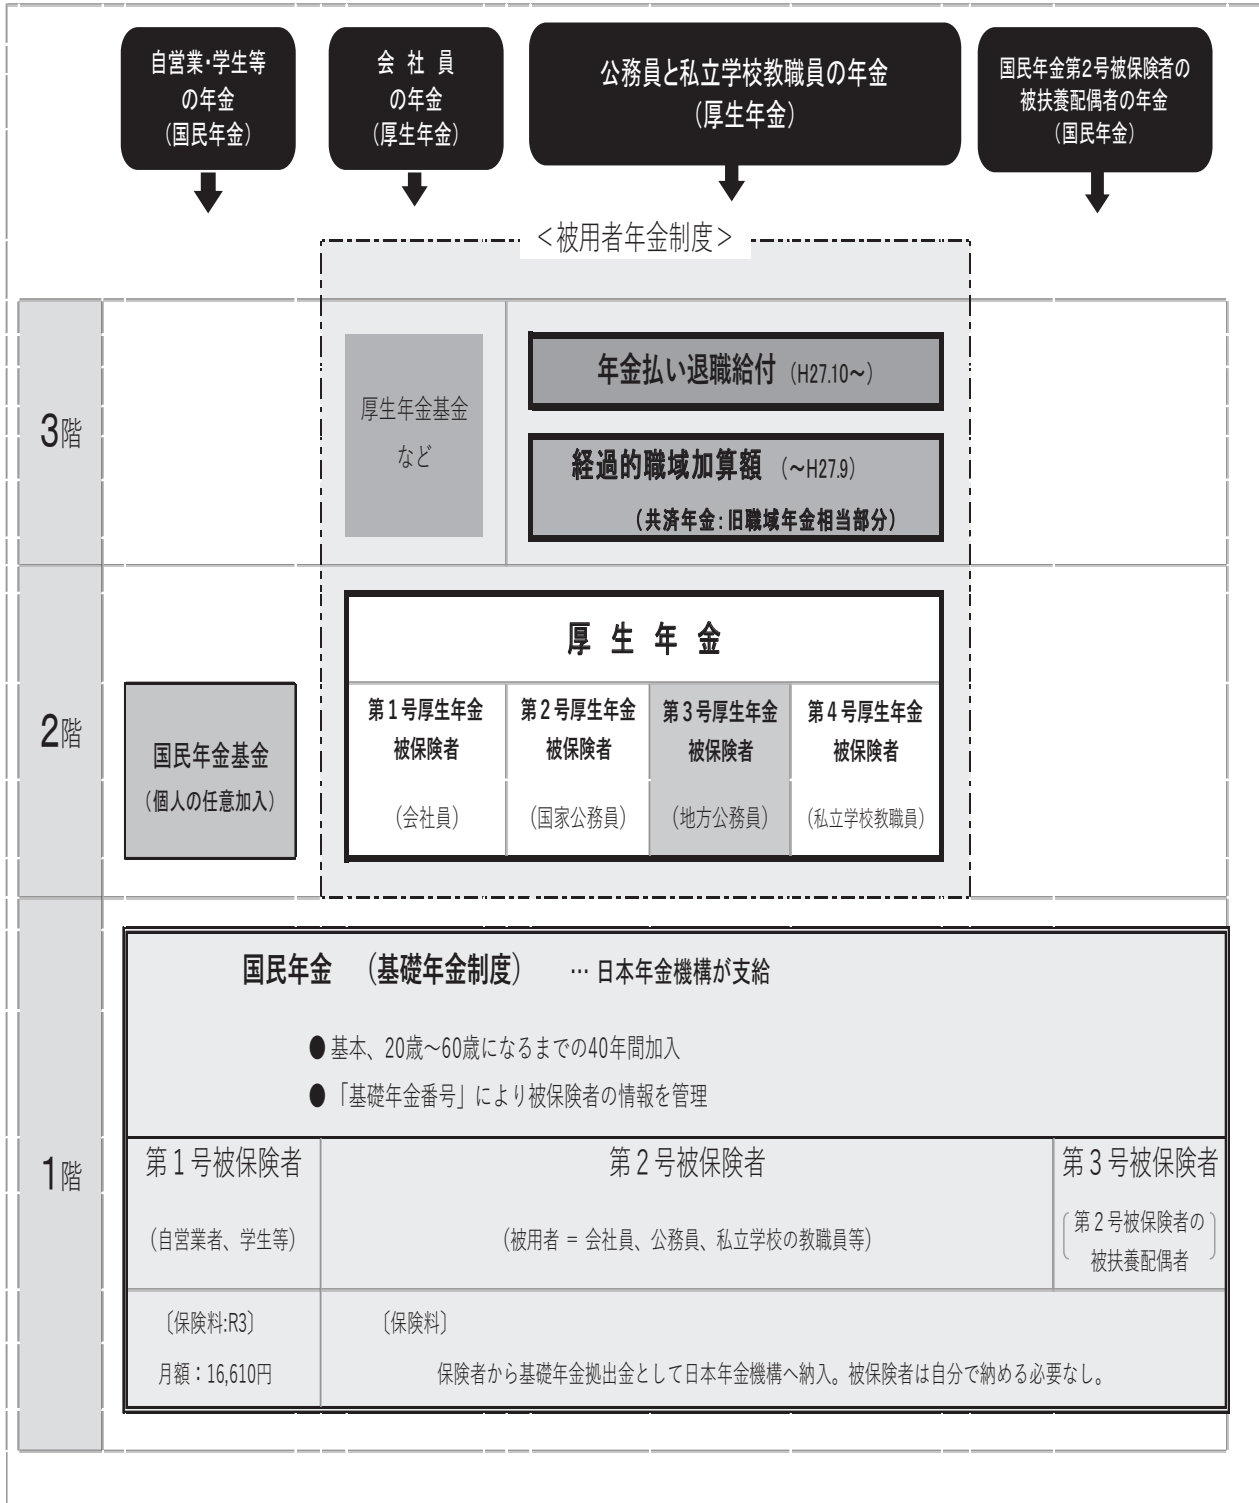 自営業・学生等
の年金
（国民年金）
会 社 員
の年金
（厚生年金）
公務員と私立学校教職員の年金
（厚生年金）
国民年金第2号被保険者の
被扶養配偶者の年金
（国民年金）
＜被用者年金制度＞
3階
厚生年金基金
など
年金払い退職給付 （H27.10～）
経過的職域加算額 （～H27.9）
（共済年金：旧職域年金相当部分）
2階
国民年金基金
（個人の任意加入）
厚 生 年 金
第１号厚生年金
被保険者
（会社員）
第２号厚生年金
被保険者
（国家公務員）
第３号厚生年金
被保険者
（地方公務員）
第４号厚生年金
被保険者
（私立学校教職員）
1階
国民年金 （基礎年金制度） … 日本年金機構が支給
●基本、20歳～60歳になるまでの40年間加入
●「基礎年金番号」により被保険者の情報を管理
第１号被保険者
（自営業者、学生等）
第２号被保険者
（被用者 = 会社員、公務員、私立学校の教職員等）
第３号被保険者
第２号被保険者の
被扶養配偶者
〔保険料:R3〕
月額：16,610円
〔保険料〕
保険者から基礎年金拠出金として日本年金機構へ納入。被保険者は自分で納める必要なし。